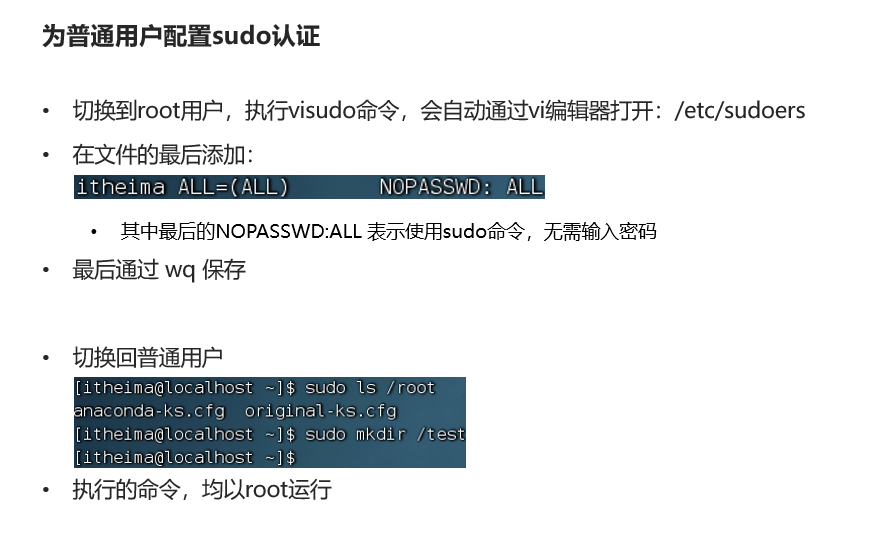 为普通用户配置sudo认证
• 切换到root用户，执行visudo命令，会自动通过vi编辑器打开：/etc/sudoers
• 在文件的最后添加：
itheima ALL=(ALL)       NOPASSWD: ALL
• 其中最后的NOPASSWD:ALL 表示使用sudo命令，无需输入密码
• 最后通过 wq 保存
• 切换回普通用户
[itheima@localhost ~]$ sudo ls /root
anaconda-ks.cfg  original-ks.cfg
[itheima@localhost ~]$ sudo mkdir /test
[itheima@localhost ~]$
• 执行的命令，均以root运行